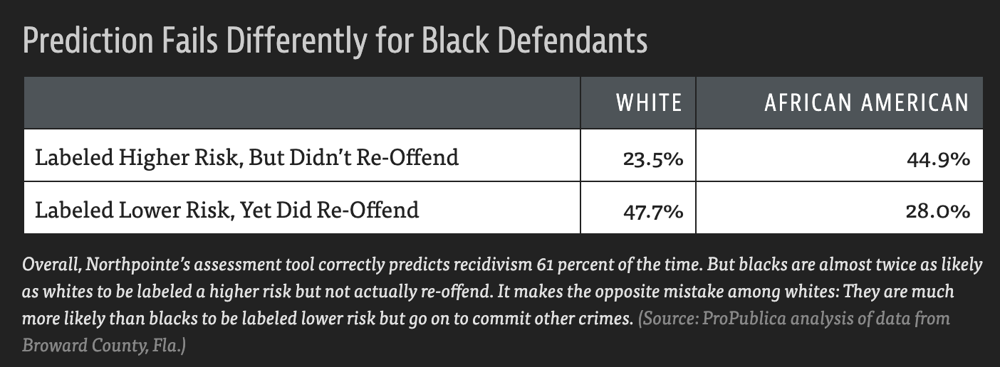 Prediction Fails Differently for Black Defendants
WHITE AFRICAN AMERICAN
Labeled Higher Risk, But Didn’t Re-Offend 23.5% 44.9%
Labeled Lower Risk, Yet Did Re-Offend 47.7% 28.0%
Overall, Northpointe’s assessment tool correctly predicts recidivism 61 percent of the time. But blacks are almost twice as likely
as whites to be labeled a higher risk but not actually re-offend. It makes the opposite mistake among whites: They are much
more likely than blacks to be labeled lower risk but go on to commit other crimes. (Source: ProPublica analysis of data from
Broward County, Fla.)